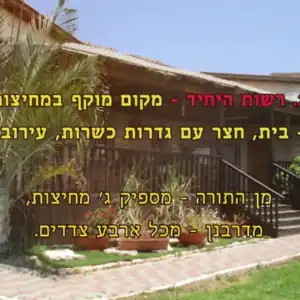 . רשות היחיד - מקום מוקף במחיצות
בית, חצר עם גדרות כשרות, עירוב
מן התורה - מספיק ג' מחיצות,
מדרבנן - מכל ארבע צדדים.